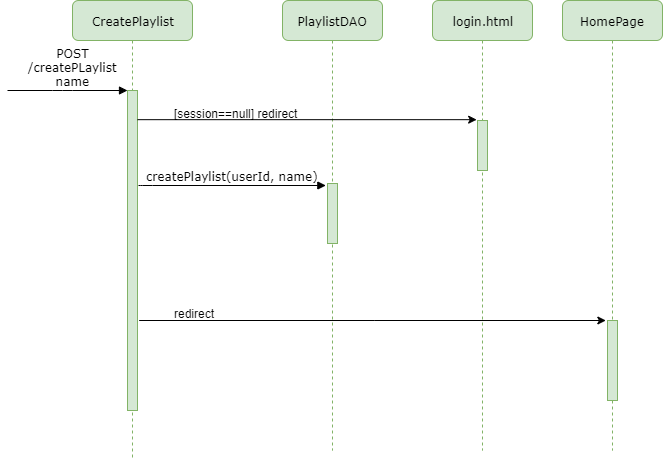 CreatePlaylist
PlaylistDAO
login.html
HomePage
POST
/createPLaylist
name
[session==null] redirect
createPlaylist(userId, name)
redirect